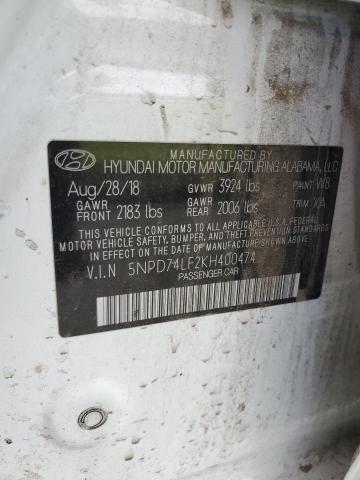 MANUFACTURED BY
HYUNDAI MOTOR MANUFACTURING ALABAMA, LLC
Aug/28/18 GVWR 3924 lbs PAINT: W8
GAWR FRONT 2183 lbs GAWR REAR 2006 lbs TRIM: XA
THIS VEHICLE CONFORMS TO ALL APPLICABLE
FEDERAL MOTOR VEHICLE SAFETY, BUMPER, AND THEFT PREVENTION
STANDARDS IN EFFECT ON THE DATE OF MANUFACTURE SHOWN ABOVE.
V.I.N 5NPD74LF2KH400474
PASSENGER CAR